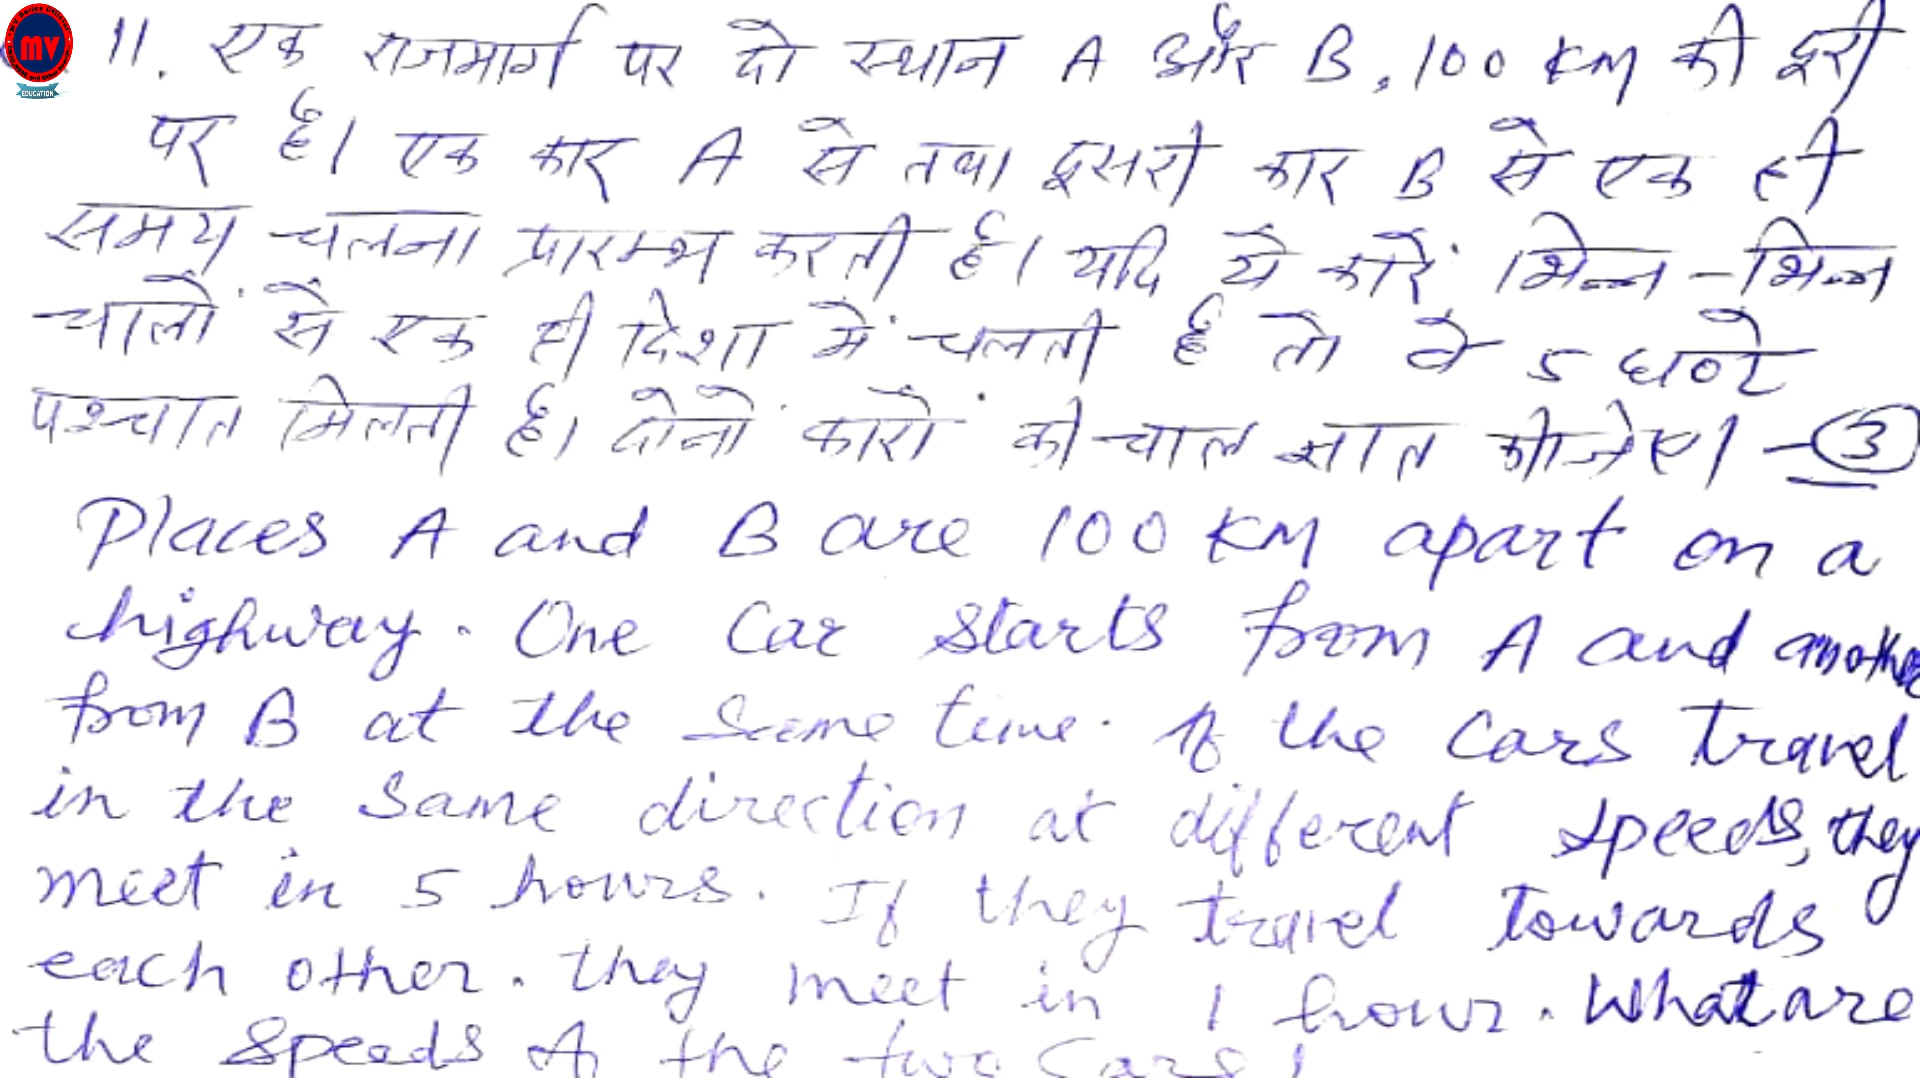 MV
EDUCATION
11. एक राजमार्ग पर दो स्थान A और B, 100 KM की दूरी
पर है। एक कार A से तथा दूसरी कार B से एक ही
समय चलना प्रारम्भ करती है। यदि ये कारें भिन्न-भिन्न
चालों से एक ही दिशा में चलती है तो वे 5 घण्टे
पश्चात मिलती है। दोनों कारों की चाल ज्ञात कीजिए। - 3
Places A and B are 100 KM apart on a
highway. One Car starts from A and another
from B at the same time. If the Cars travel
in the same direction at different speeds, they
meet in 5 hours. If they travel towards
each other. they meet in 1 hour. What are
the speeds of the two Cars!